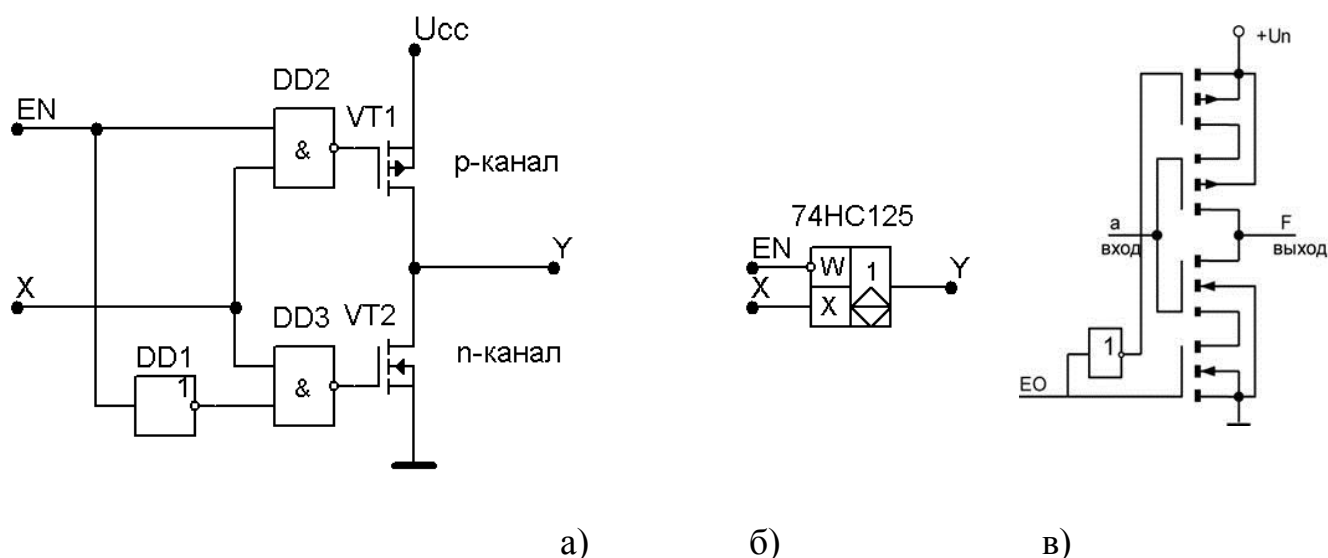 Ucc
DD2
EN
VT1
&
p-канал
X
Y
DD3
VT2
DD1
&
n-канал
1
74HC125
EN
W
1
Y
X
X
+Un
a
вход
F
выход
1
EO
а)
б)
в)